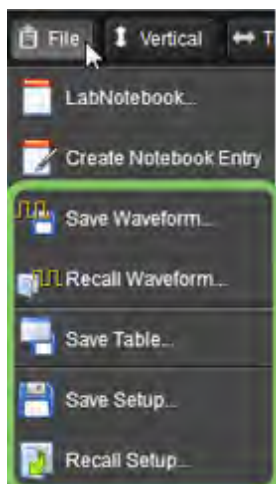 File Vertical T
LabNotebook...
Create Notebook Entry
Save Waveform...
Recall Waveform...
Save Table...
Save Setup...
Recall Setup...